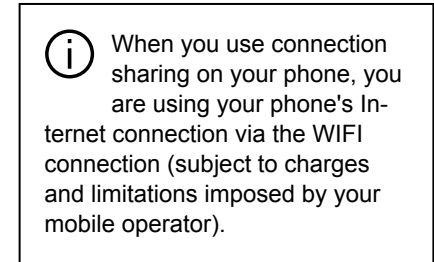 When you use connection
sharing on your phone, you
are using your phone's In-
ternet connection via the WIFI
connection (subject to charges
and limitations imposed by your
mobile operator).